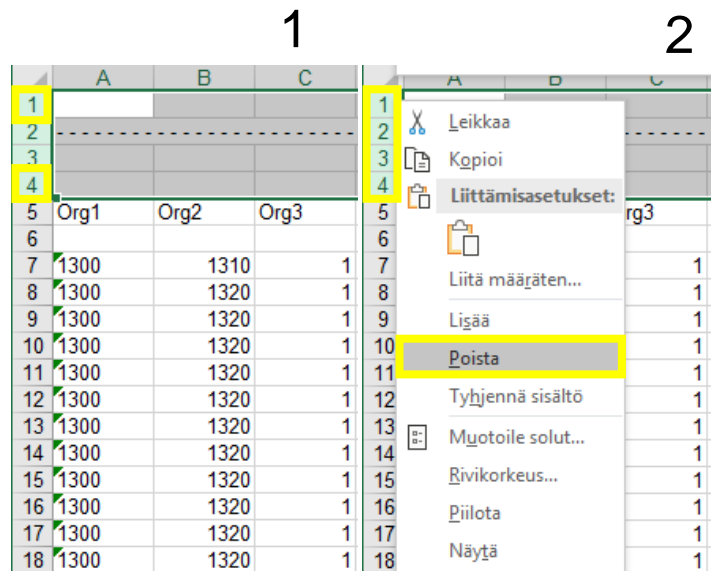 1 2
A B C A B C
1 1 Leikkaa
2 - - - - - - - - - - - - - - - - - - - - 2 - - - - -
3 3 Kopioi
4 4 Liittämisasetukset:
5 Org1 Org2 Org3 5 rg3
6 6
7 1300 1310 1 7 1
8 1300 1320 1 8 Liitä määräten... 1
9 1300 1320 1 9 Lisää 1
10 1300 1320 1 10 Poista 1
11 1300 1320 1 11 1
12 1300 1320 1 12 Tyhjennä sisältö 1
13 1300 1320 1 13 Muotoile solut... 1
14 1300 1320 1 14 1
15 1300 1320 1 15 Rivikorkeus... 1
16 1300 1320 1 16 Piilota 1
17 1300 1320 1 17 1
18 1300 1320 1 18 Näytä 1